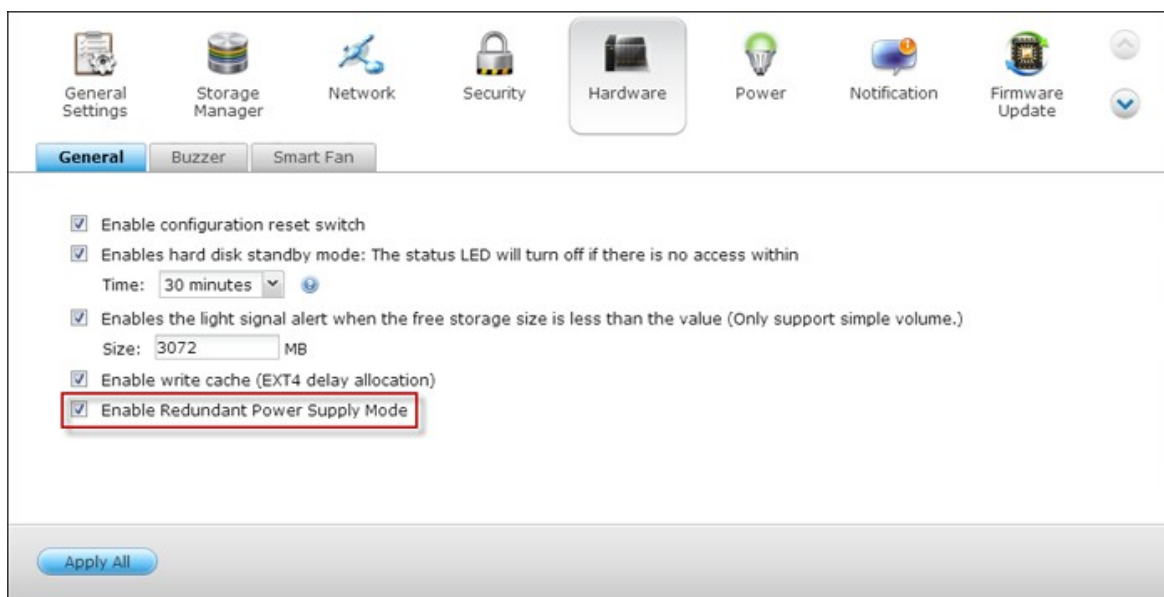 General Settings
Storage Manager
Network
Security
Hardware
Power
Notification
Firmware Update
General
Buzzer
Smart Fan
Enable configuration reset switch
Enables hard disk standby mode: The status LED will turn off if there is no access within
Time: 30 minutes
Enables the light signal alert when the free storage size is less than the value (Only support simple volume.)
Size: 3072 MB
Enable write cache (EXT4 delay allocation)
Enable Redundant Power Supply Mode
Apply All